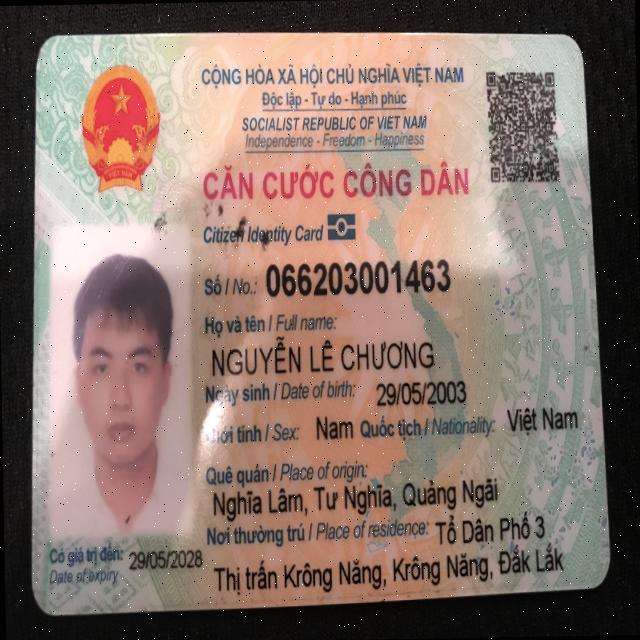 CỘNG HÒA XÃ HỘI CHỦ NGHĨA VIỆT NAM
Độc lập - Tự do - Hạnh phúc
SOCIALIST REPUBLIC OF VIET NAM
Independence - Freedom - Happiness
CĂN CƯỚC CÔNG DÂN
Citizen Identity Card
Số / No.: 066203001463
Họ và tên / Full name:
NGUYỄN LÊ CHƯƠNG
Ngày sinh / Date of birth: 29/05/2003
Giới tính / Sex: Nam Quốc tịch / Nationality: Việt Nam
Quê quán / Place of origin:
Nghĩa Lâm, Tư Nghĩa, Quảng Ngãi
Nơi thường trú / Place of residence: Tổ Dân Phố 3
Thị trấn Krông Năng, Krông Năng, Đắk Lắk
Có giá trị đến: 29/05/2028
Date of expiry